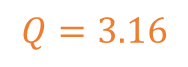 Q = 3.16